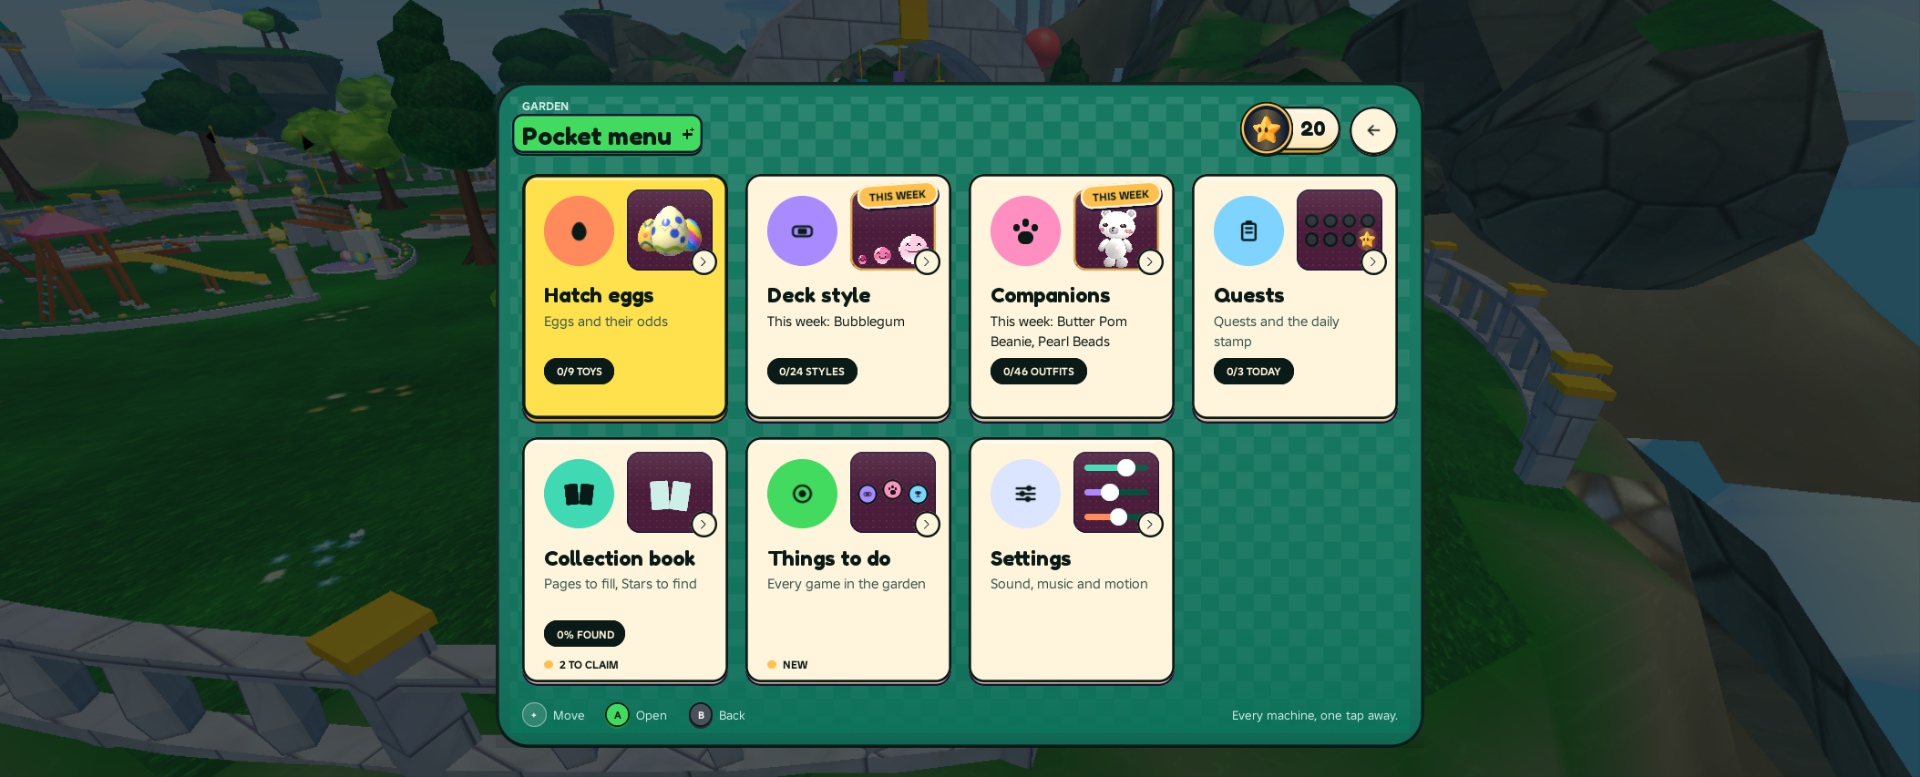 GARDEN
Pocket menu
20
Hatch eggs
Eggs and their odds
0/9 TOYS
THIS WEEK
Deck style
This week: Bubblegum
0/24 STYLES
THIS WEEK
Companions
This week: Butter Pom
Beanie, Pearl Beads
0/46 OUTFITS
Quests
Quests and the daily
stamp
0/3 TODAY
Collection book
Pages to fill, Stars to find
0% FOUND
2 TO CLAIM
Things to do
Every game in the garden
NEW
Settings
Sound, music and motion
Move
A Open
B Back
Every machine, one tap away.